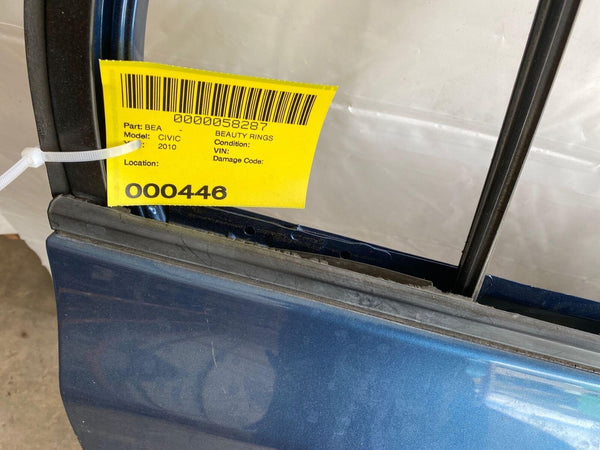 0000058287
Part: BEA - BEAUTY RINGS
Model: CIVIC Condition:
2010 VIN:
Damage Code:
Location:
000446